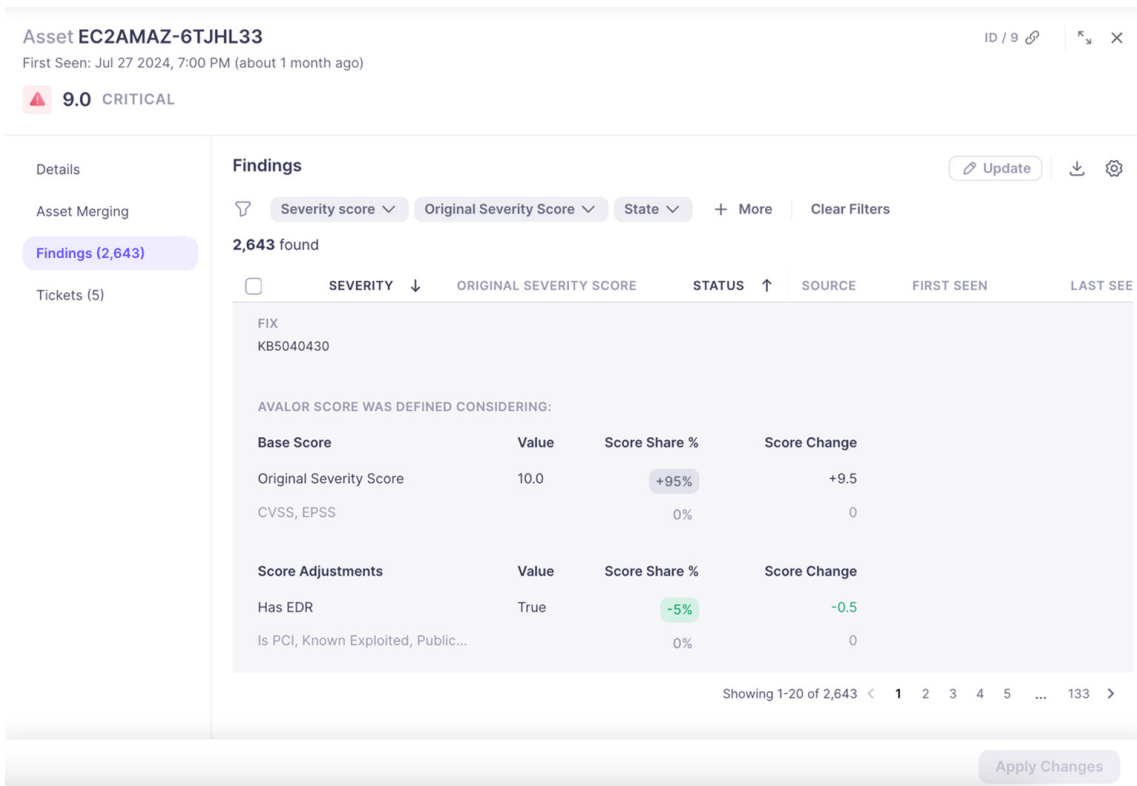 Asset EC2AMAZ-6TJHL33
ID / 9
First Seen: Jul 27 2024, 7:00 PM (about 1 month ago)
9.0 CRITICAL
Details
Asset Merging
Findings (2,643)
Tickets (5)
Findings
Update
Severity score
Original Severity Score
State
+ More
Clear Filters
2,643 found
SEVERITY ↓ ORIGINAL SEVERITY SCORE STATUS ↑ SOURCE FIRST SEEN LAST SEE
FIX
KB5040430
AVALOR SCORE WAS DEFINED CONSIDERING:
Base Score Value Score Share % Score Change
Original Severity Score 10.0 +95% +9.5
CVSS, EPSS 0% 0
Score Adjustments Value Score Share % Score Change
Has EDR True -5% -0.5
Is PCI, Known Exploited, Public... 0% 0
Showing 1-20 of 2,643 < 1 2 3 4 5 ... 133 >
Apply Changes